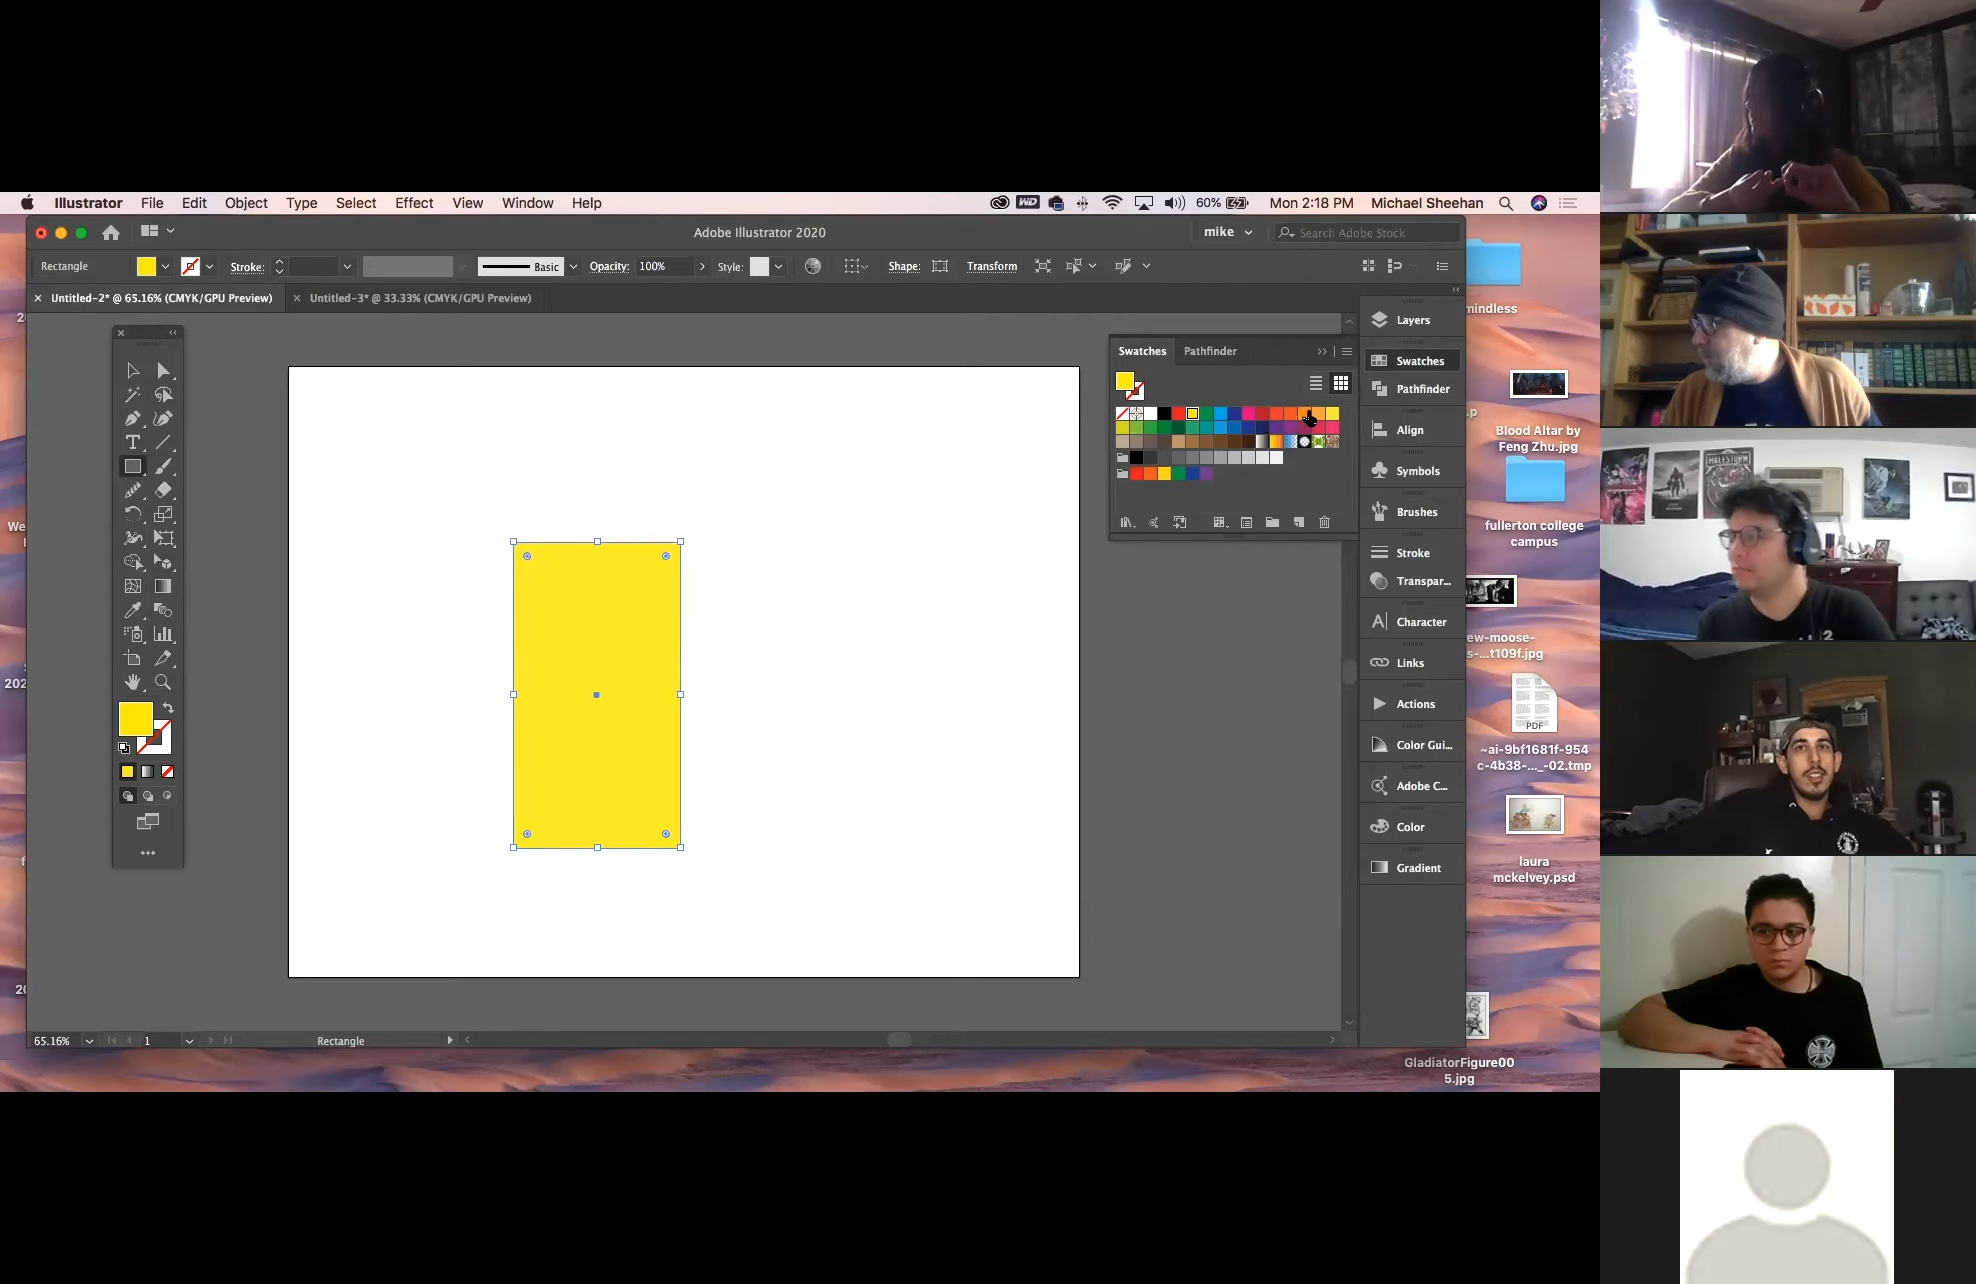 Illustrator File Edit Object Type Select Effect View Window Help
60% Mon 2:18 PM Michael Sheehan
Adobe Illustrator 2020
mike
Search Adobe Stock
Rectangle
Stroke:
Basic
Opacity: 100%
Style:
Shape:
Transform
Untitled-2* @ 65.16% (CMYK/GPU Preview)
Untitled-3* @ 33.33% (CMYK/GPU Preview)
Swatches Pathfinder
Layers
Swatches
Pathfinder
Align
Symbols
Brushes
Stroke
Transpar...
Character
Links
Actions
Color Gui...
Adobe C...
Color
Gradient
mindless
.p
Blood Altar by
Feng Zhu.jpg
fullerton college
campus
ew-moose-
s-...t109f.jpg
PDF
~ai-9bf1681f-954
c-4b38-..._-02.tmp
laura
mckelvey.psd
GladiatorFigure00
5.jpg
We
202
65.16%
1
Rectangle